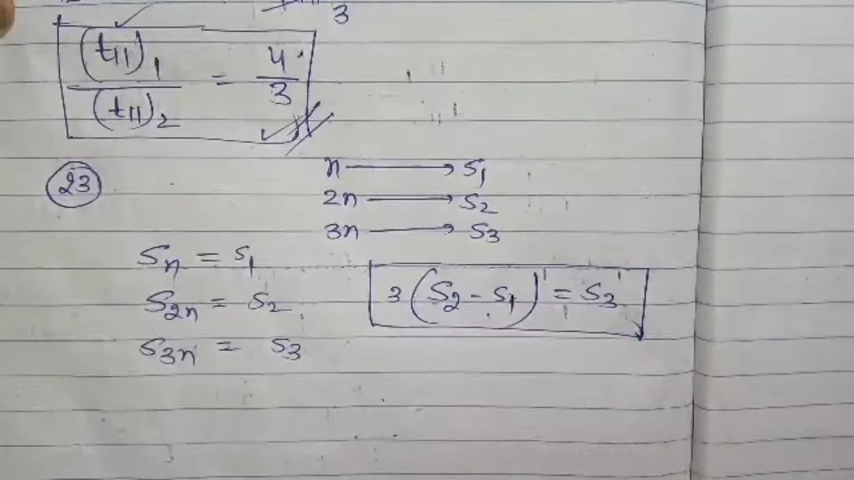 3
(t11)1 / (t11)2 = 4/3
23
n → S1
2n → S2
3n → S3
Sn = S1
S2n = S2
S3n = S3
3(S2 - S1) = S3